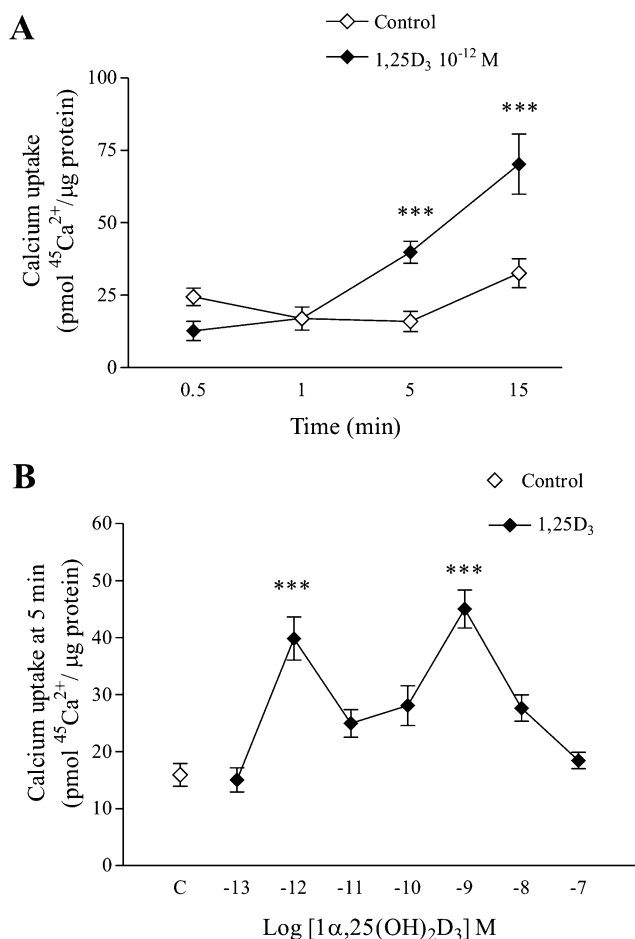 A
Control
1,25D₃ 10⁻¹² M
100
75
50
25
0
***
***
Calcium uptake
(pmol ⁴⁵Ca²⁺/µg protein)
0.5 1 5 15
Time (min)
B
Control
1,25D₃
60
50
40
30
20
10
0
***
***
Calcium uptake at 5 min
(pmol ⁴⁵Ca²⁺/ µg protein)
C -13 -12 -11 -10 -9 -8 -7
Log [1α,25(OH)₂D₃] M